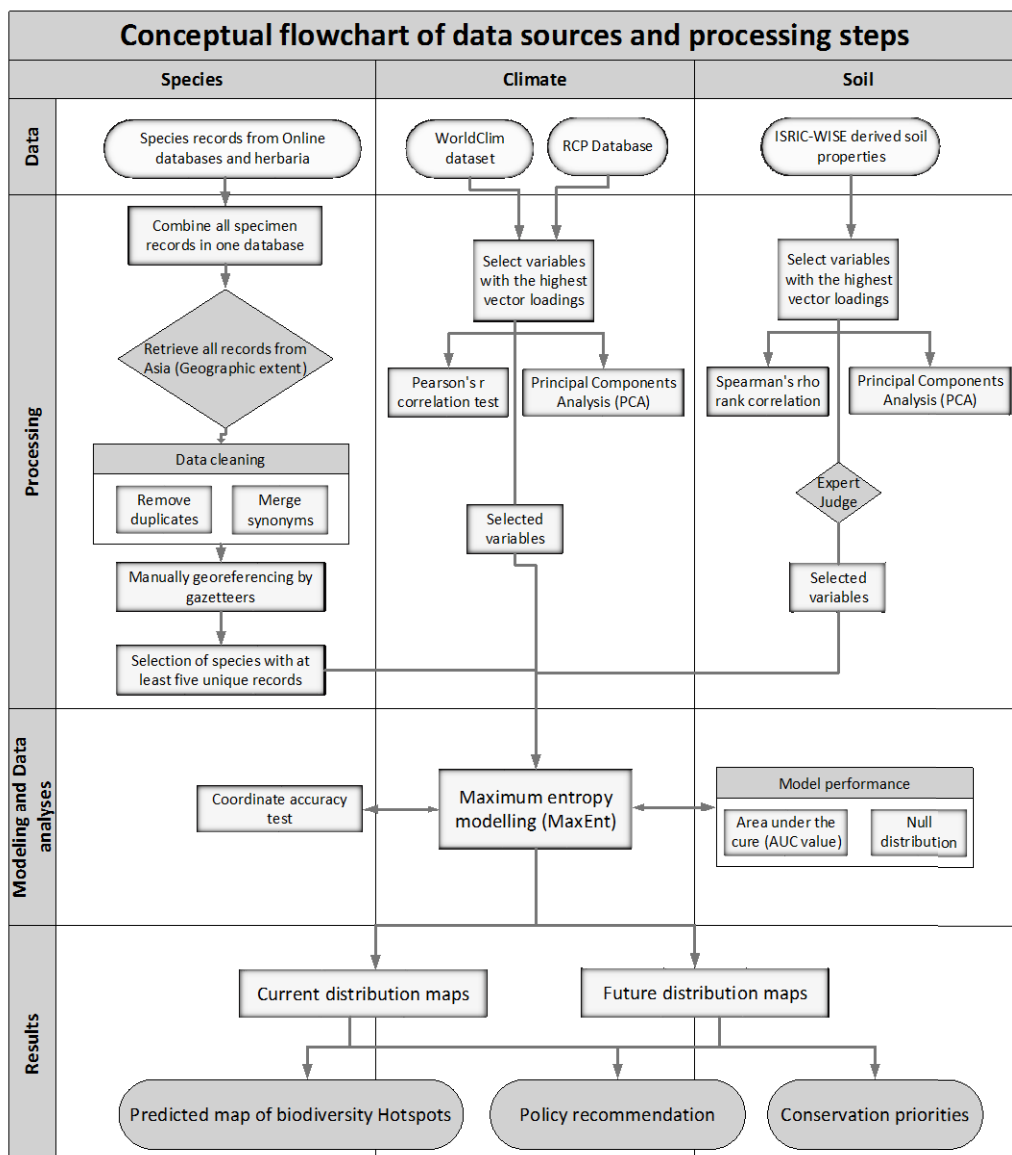 Conceptual flowchart of data sources and processing steps
Species
Climate
Soil
Data
Species records from Online
databases and herbaria
WorldClim
dataset
RCP Database
ISRIC-WISE derived soil
properties
Processing
Combine all specimen
records in one database
Retrieve all records from
Asia (Geographic extent)
Data cleaning
Remove
duplicates
Merge
synonyms
Manually georeferencing by
gazetteers
Selection of species with at
least five unique records
Select variables
with the highest
vector loadings
Pearson's r
correlation test
Principal Components
Analysis (PCA)
Selected
variables
Select variables
with the highest
vector loadings
Spearman's rho
rank correlation
Principal Components
Analysis (PCA)
Expert
Judge
Selected
variables
Modeling and Data
analyses
Coordinate accuracy
test
Maximum entropy
modelling (MaxEnt)
Model performance
Area under the
cure (AUC value)
Null
distribution
Results
Current distribution maps
Future distribution maps
Predicted map of biodiversity Hotspots
Policy recommendation
Conservation priorities